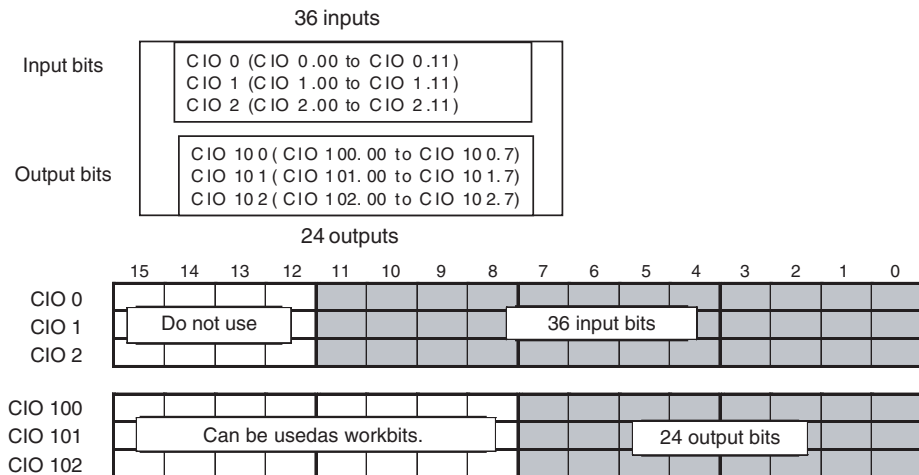 36 inputs
Input bits
CIO 0 (CIO 0.00 to CIO 0.11)
CIO 1 (CIO 1.00 to CIO 1.11)
CIO 2 (CIO 2.00 to CIO 2.11)
Output bits
CIO 100 (CIO 100.00 to CIO 100.7)
CIO 101 (CIO 101.00 to CIO 101.7)
CIO 102 (CIO 102.00 to CIO 102.7)
24 outputs
15 14 13 12 11 10 9 8 7 6 5 4 3 2 1 0
CIO 0
CIO 1 Do not use 36 input bits
CIO 2
CIO 100
CIO 101 Can be usedas workbits. 24 output bits
CIO 102